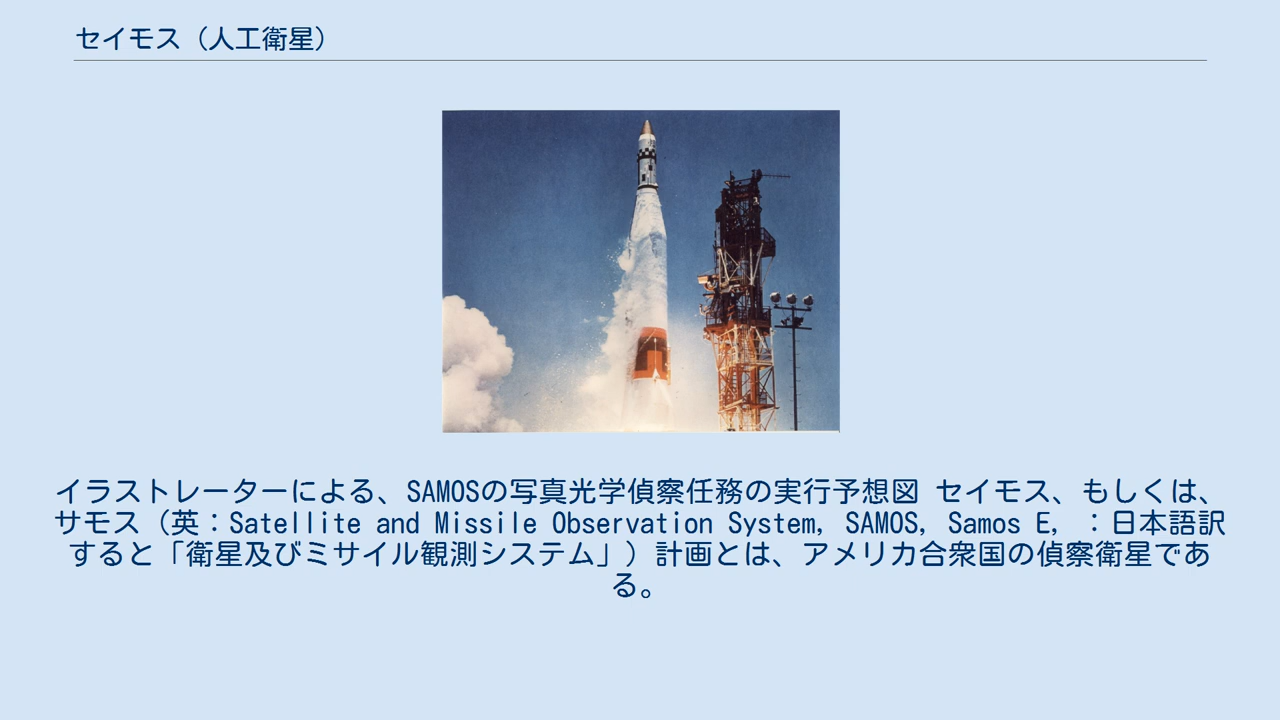 セイモス（人工衛星）
イラストレーターによる、SAMOSの写真光学偵察任務の実行予想図 セイモス、もしくは、
サモス（英：Satellite and Missile Observation System, SAMOS, Samos E, ：日本語訳
すると「衛星及びミサイル観測システム」）計画とは、アメリカ合衆国の偵察衛星であ
る。